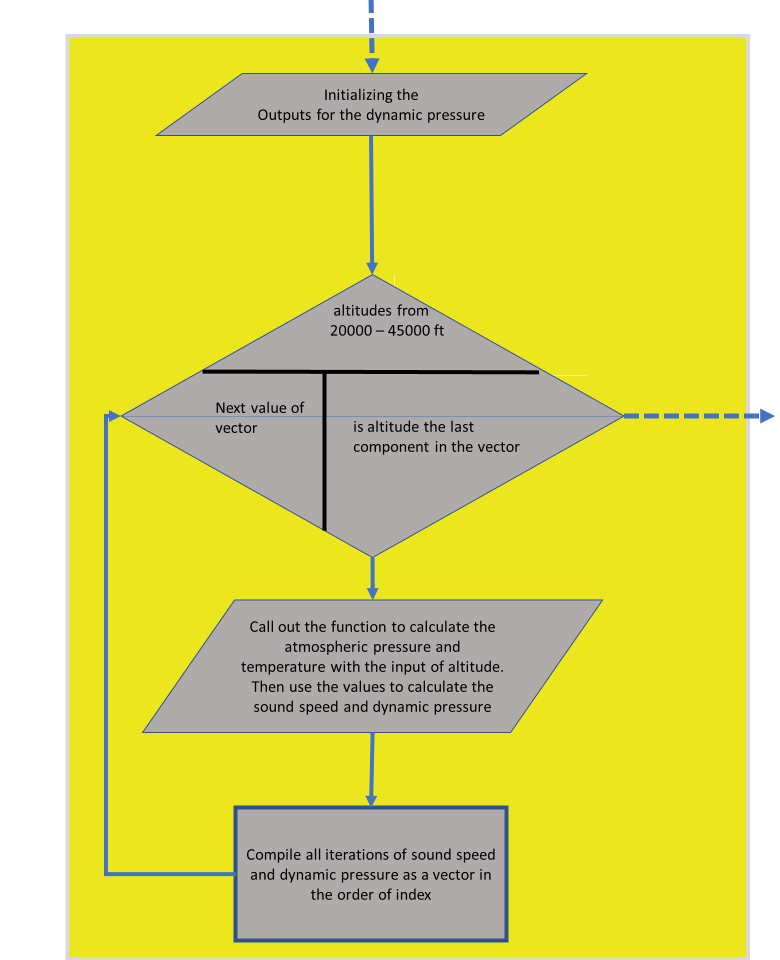 Initializing the
Outputs for the dynamic pressure
altitudes from
20000 – 45000 ft
Next value of
vector
is altitude the last
component in the vector
Call out the function to calculate the
atmospheric pressure and
temperature with the input of altitude.
Then use the values to calculate the
sound speed and dynamic pressure
Compile all iterations of sound speed
and dynamic pressure as a vector in
the order of index